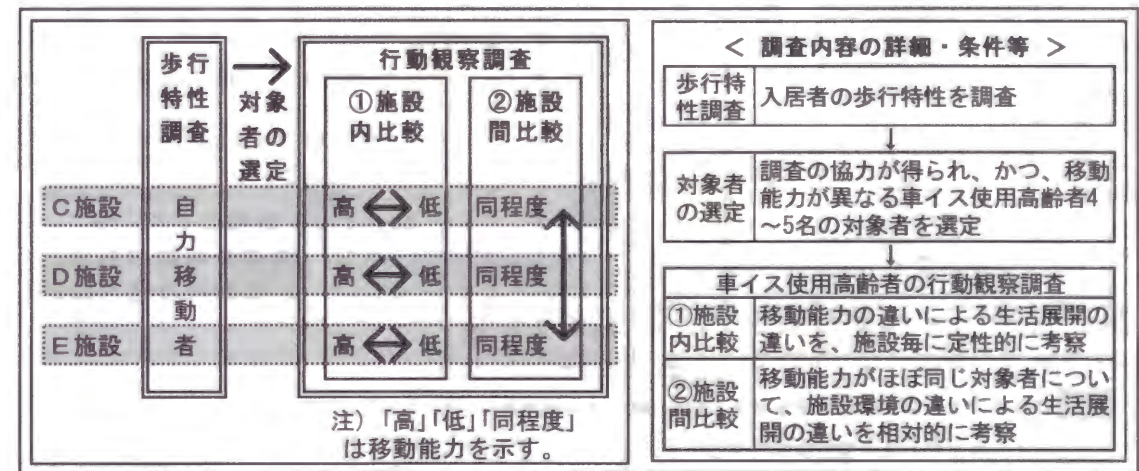 歩行
特性
調査
対象
者の
選定
行動観察調査
①施設
内比較
②施設
間比較
C施設
自
高
低
同程度
力
D施設
移
高
低
同程度
動
E施設
者
高
低
同程度
注)「高」「低」「同程度」
は移動能力を示す。
< 調査内容の詳細・条件等 >
歩行特
性調査
入居者の歩行特性を調査
対象者
の選定
調査の協力が得られ、かつ、移動
能力が異なる車イス使用高齢者4
~5名の対象者を選定
車イス使用高齢者の行動観察調査
①施設
内比較
移動能力の違いによる生活展開の
違いを、施設毎に定性的に考察
②施設
間比較
移動能力がほぼ同じ対象者につい
て、施設環境の違いによる生活展
開の違いを相対的に考察